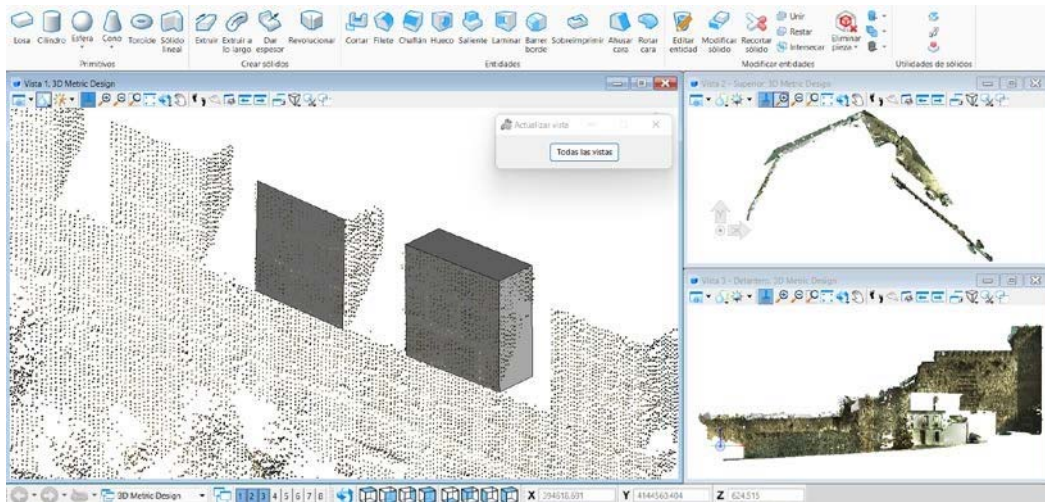 Losa Cilindro Esfera Cono Toroide Sólido lineal
Extruir Extruir a lo largo Dar espesor Revolucionar
Cortar Filete Chaflán Hueco Saliente Laminar Barrer borde Sobreimprimir Ahusar cara Rotar cara
Editar entidad Modificar sólido Recortar sólido Unir Restar Intersecar Eliminar pieza
Primitivos Crear sólidos Entidades Modificar entidades Utilidades de sólidos
Vista 1, 3D Metric Design
Vista 2 - Superior, 3D Metric Design
Actualizar vista
Todas las vistas
Vista 3 - Delantero, 3D Metric Design
3D Metric Design 1 2 3 4 5 6 7 8 X 394618.691 Y 4144560.404 Z 624.515